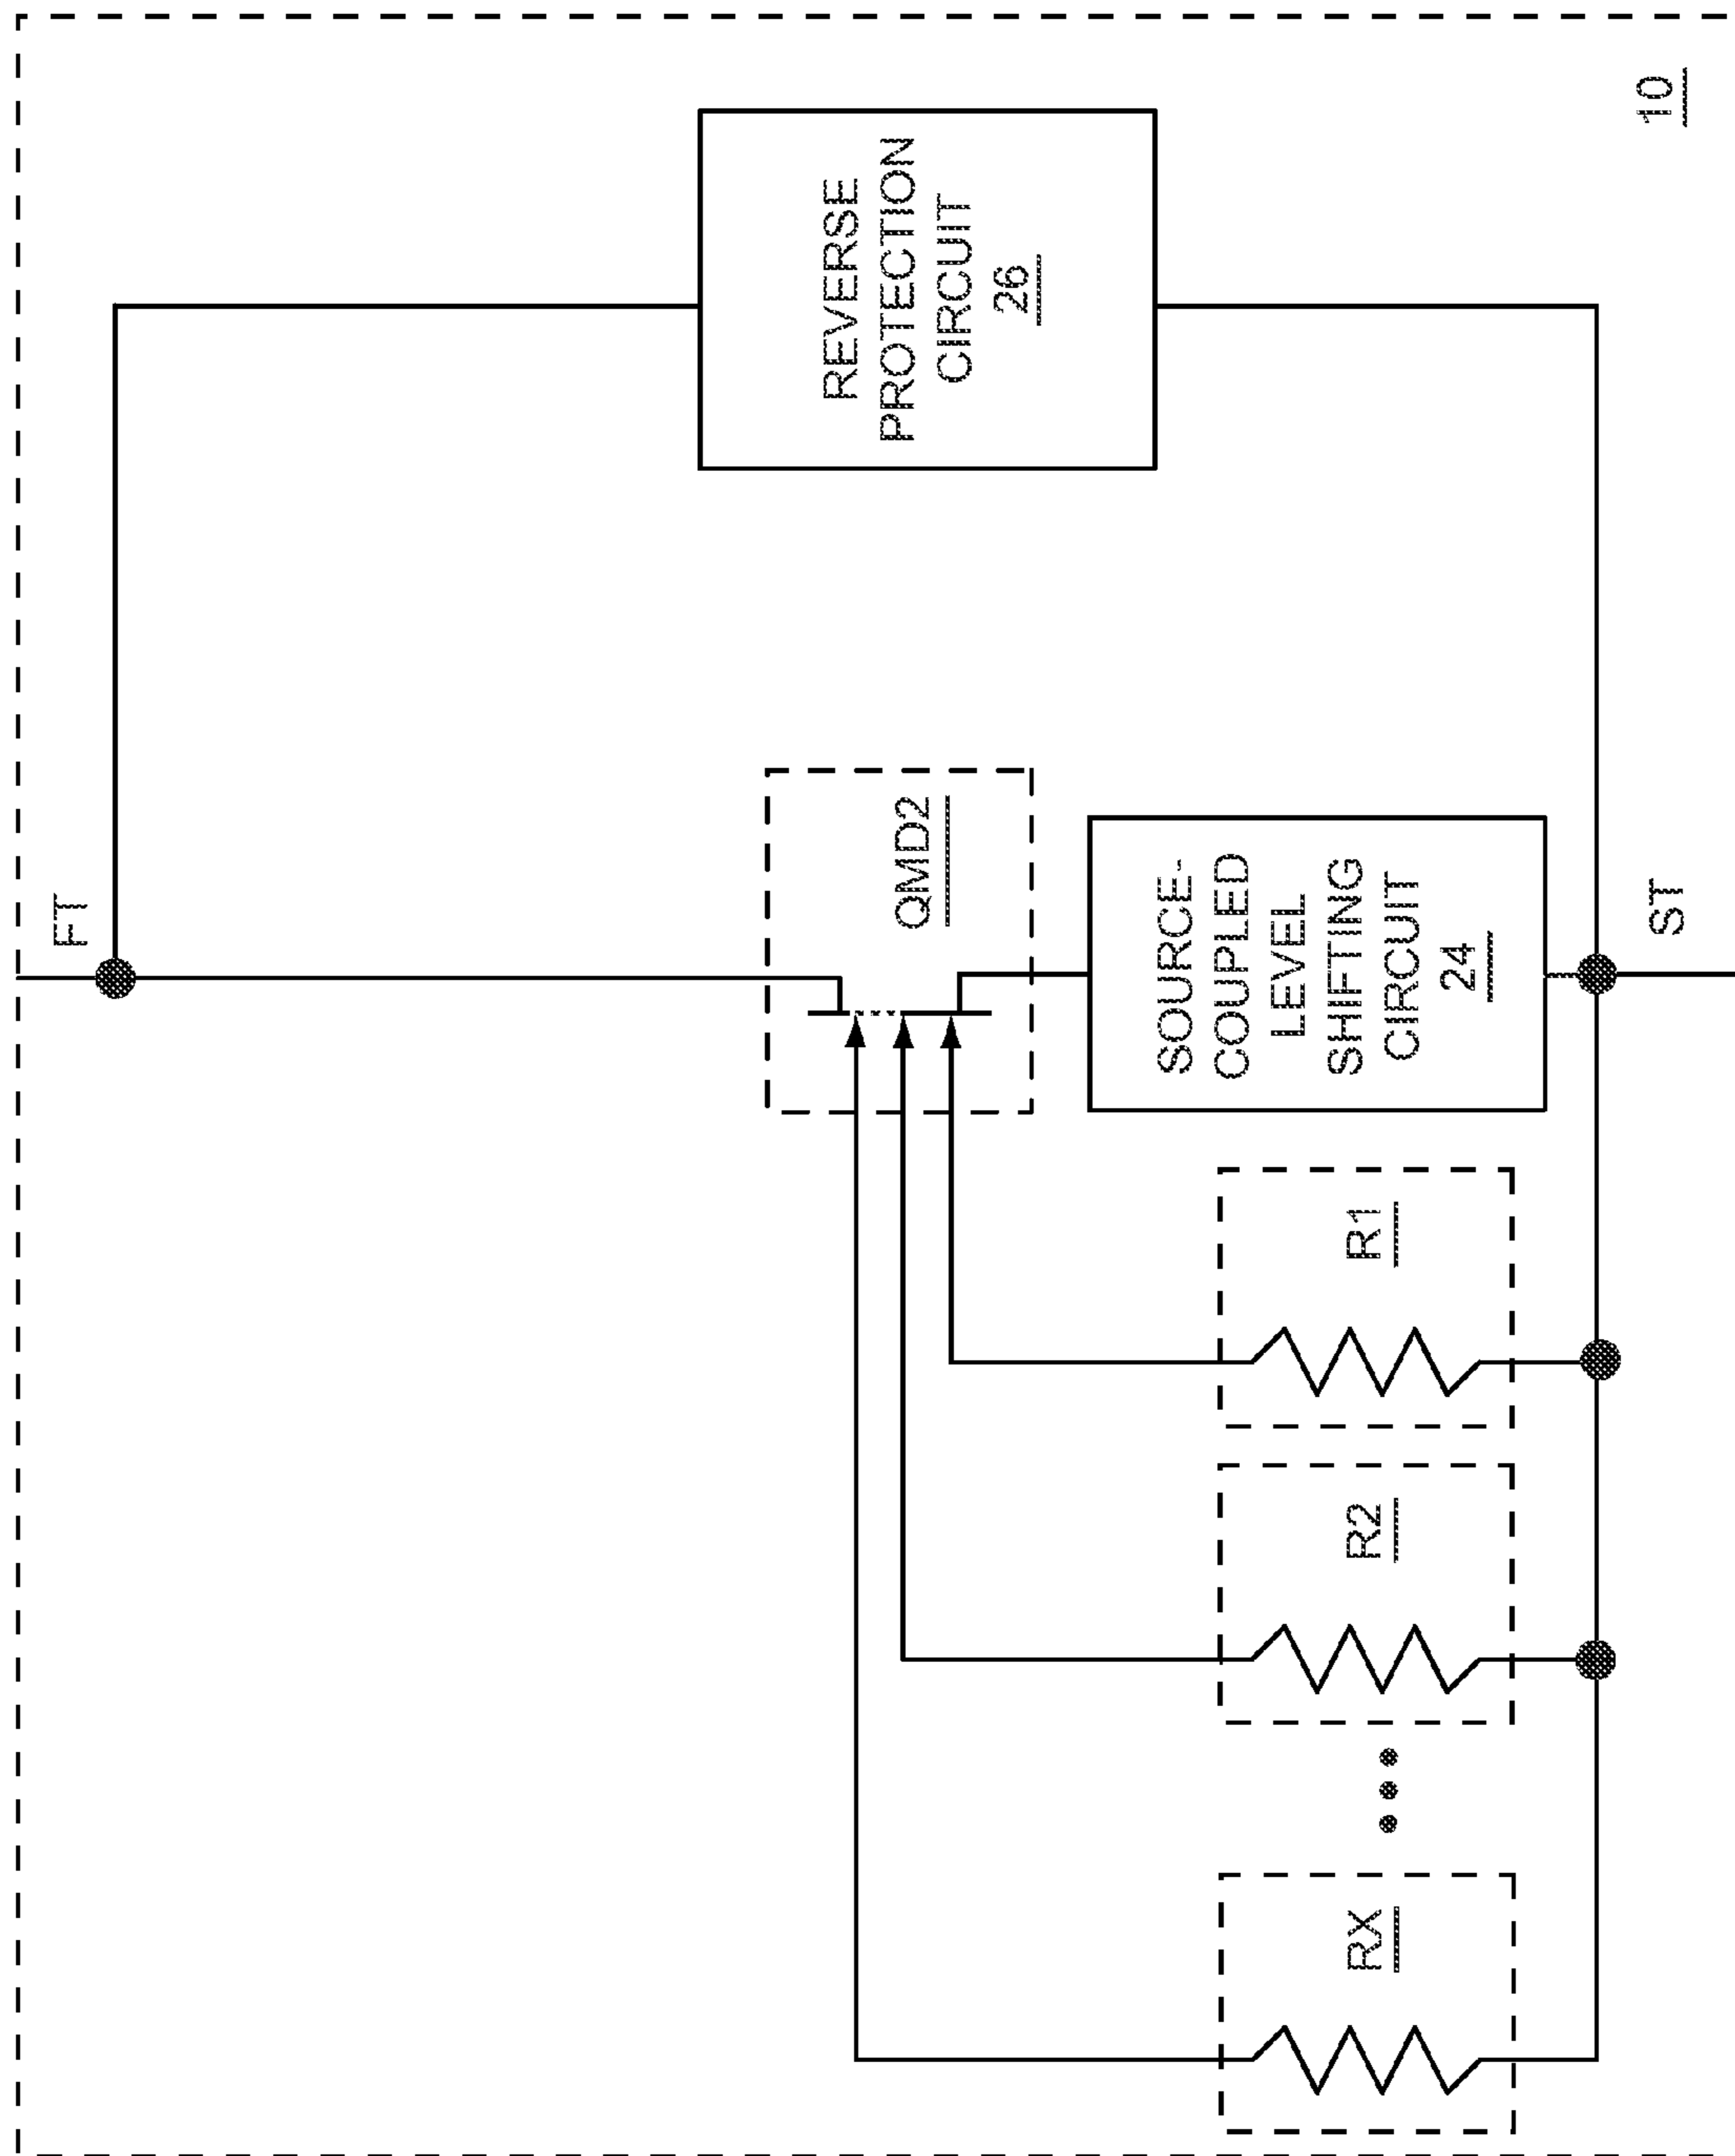 10
REVERSE
PROTECTION
CIRCUIT
26
FT
QMD2
SOURCE-
COUPLED
LEVEL
SHIFTING
CIRCUIT
24
ST
R1
R2
RX